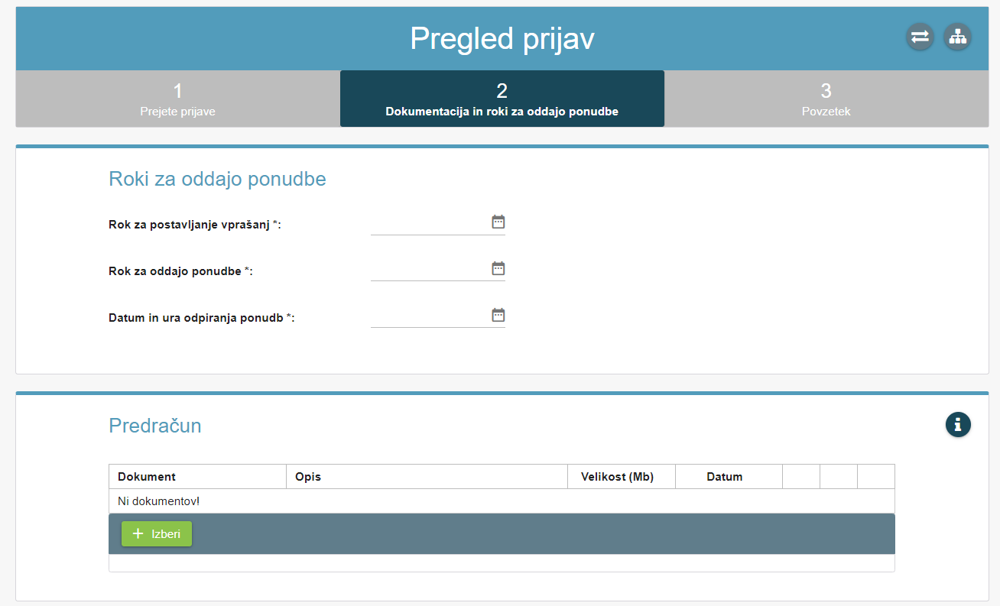 Pregled prijav
1
Prejete prijave
2
Dokumentacija in roki za oddajo ponudbe
3
Povzetek
Roki za oddajo ponudbe
Rok za postavljanje vprašanj *:
Rok za oddajo ponudbe *:
Datum in ura odpiranja ponudb *:
Predračun
Dokument Opis Velikost (Mb) Datum
Ni dokumentov!
+ Izberi